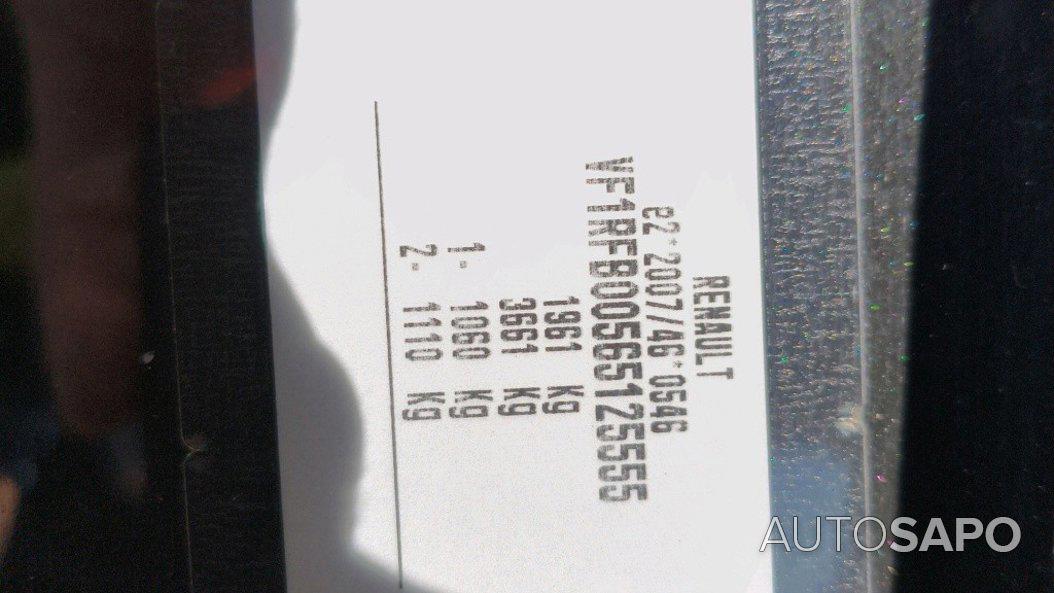 RENAULT
e2*2007/46*0546
VF1RFB00565125555
1961 Kg
3661 Kg
1- 1060 Kg
2- 1110 Kg
AUTOSAPO